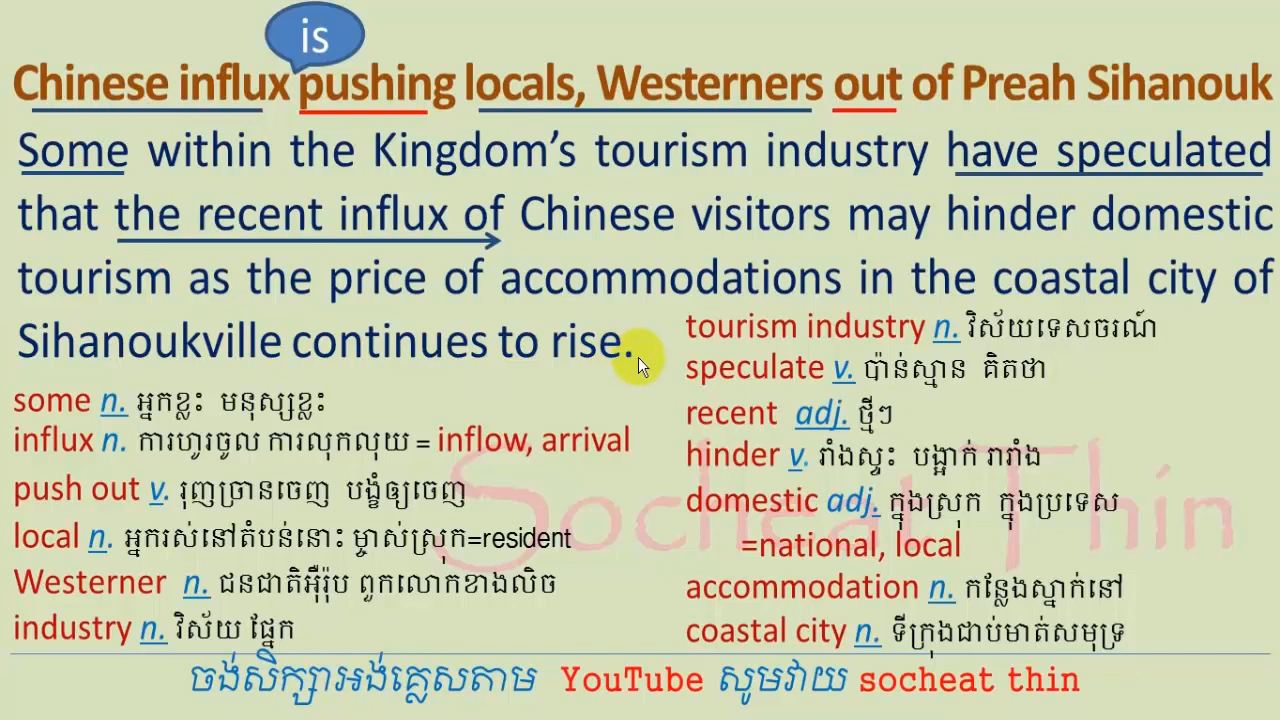 is
Chinese influx pushing locals, Westerners out of Preah Sihanouk
Some within the Kingdom’s tourism industry have speculated
that the recent influx of Chinese visitors may hinder domestic
tourism as the price of accommodations in the coastal city of
Sihanoukville continues to rise.
some n. អ្នកខ្លះ មនុស្សខ្លះ
influx n. ការហូរចូល ការលុកលុយ = inflow, arrival
push out v. រុញច្រានចេញ បង្ខំឲ្យចេញ
local n. អ្នករស់នៅតំបន់នោះ ម្ចាស់ស្រុក=resident
Westerner n. ជនជាតិអឺរ៉ុប ពួកលោកខាងលិច
industry n. វិស័យ ផ្នែក
tourism industry n. វិស័យទេសចរណ៍
speculate v. ប៉ាន់ស្មាន គិតថា
recent adj. ថ្មីៗ
hinder v. រាំងស្ទះ បង្អាក់ រារាំង
domestic adj. ក្នុងស្រុក ក្នុងប្រទេស
=national, local
accommodation n. កន្លែងស្នាក់នៅ
coastal city n. ទីក្រុងជាប់មាត់សមុទ្រ
Socheat Thin
ចង់សិក្សាអង់គ្លេសតាម YouTube សូមវាយ socheat thin